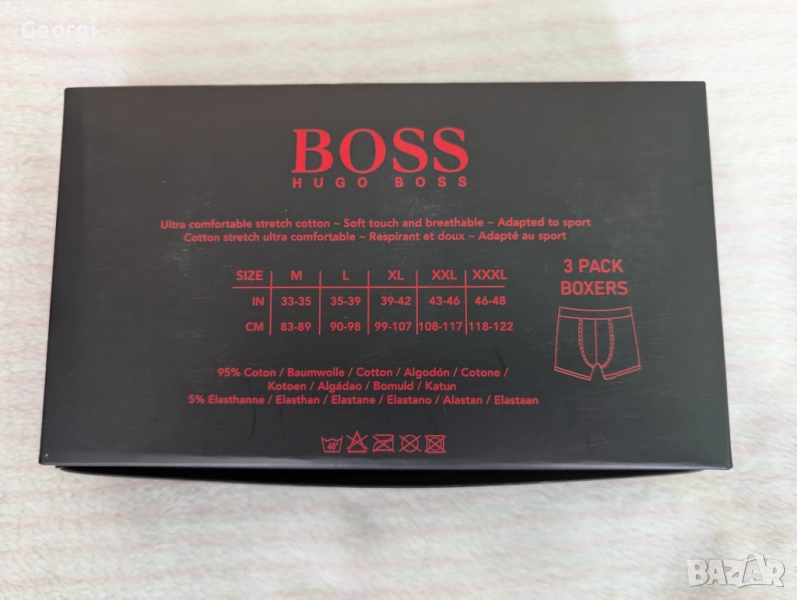 Georgi
BOSS
HUGO BOSS
Ultra comfortable stretch cotton ~ Soft touch and breathable ~ Adapted to sport
Cotton stretch ultra comfortable ~ Respirant et doux ~ Adapté au sport
SIZE M L XL XXL XXXL
IN 33-35 35-39 39-42 43-46 46-48
CM 83-89 90-98 99-107 108-117 118-122
3 PACK
BOXERS
95% Coton / Baumwolle / Cotton / Algodón / Cotone /
Kotoen / Algádao / Bomuld / Katun
5% Elasthanne / Elasthan / Elastane / Elastano / Alastan / Elastaan
40°
BAZAR